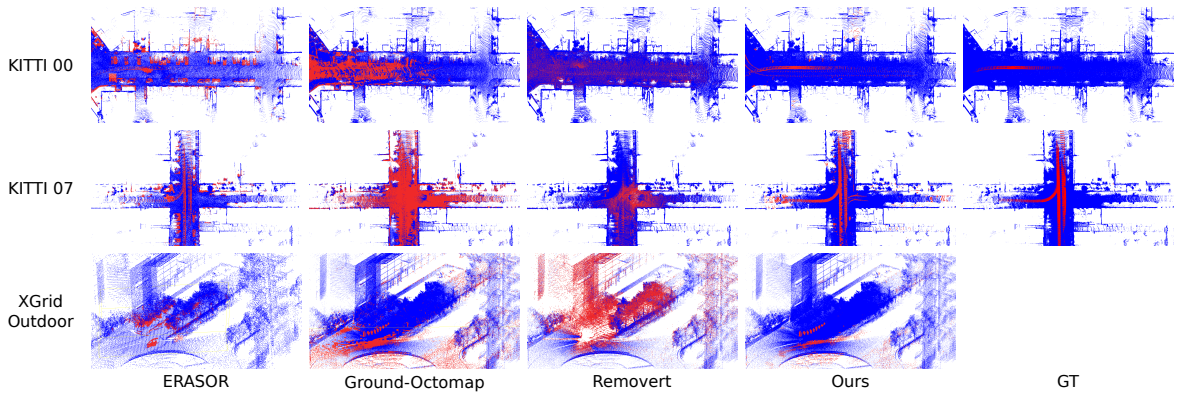 KITTI 00
KITTI 07
XGrid
Outdoor
ERASOR
Ground-Octomap
Removert
Ours
GT